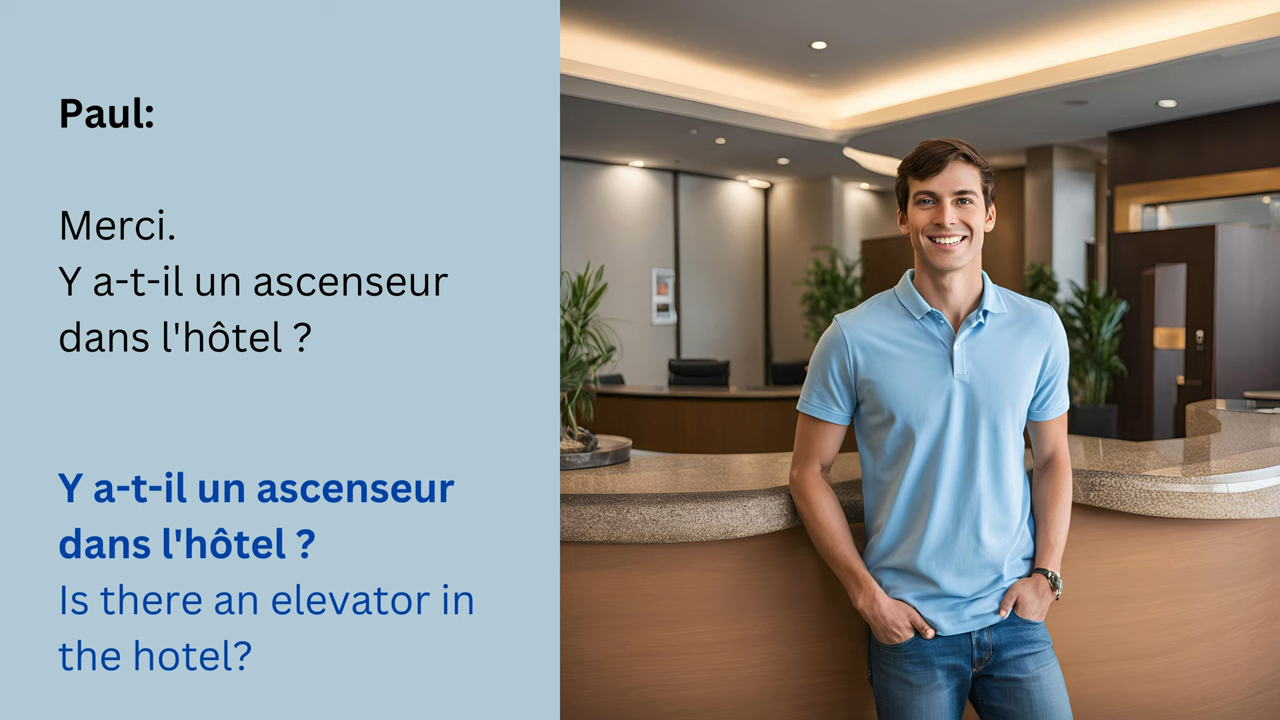 Paul:
Merci.
Y a-t-il un ascenseur
dans l'hôtel ?
Y a-t-il un ascenseur
dans l'hôtel ?
Is there an elevator in
the hotel?